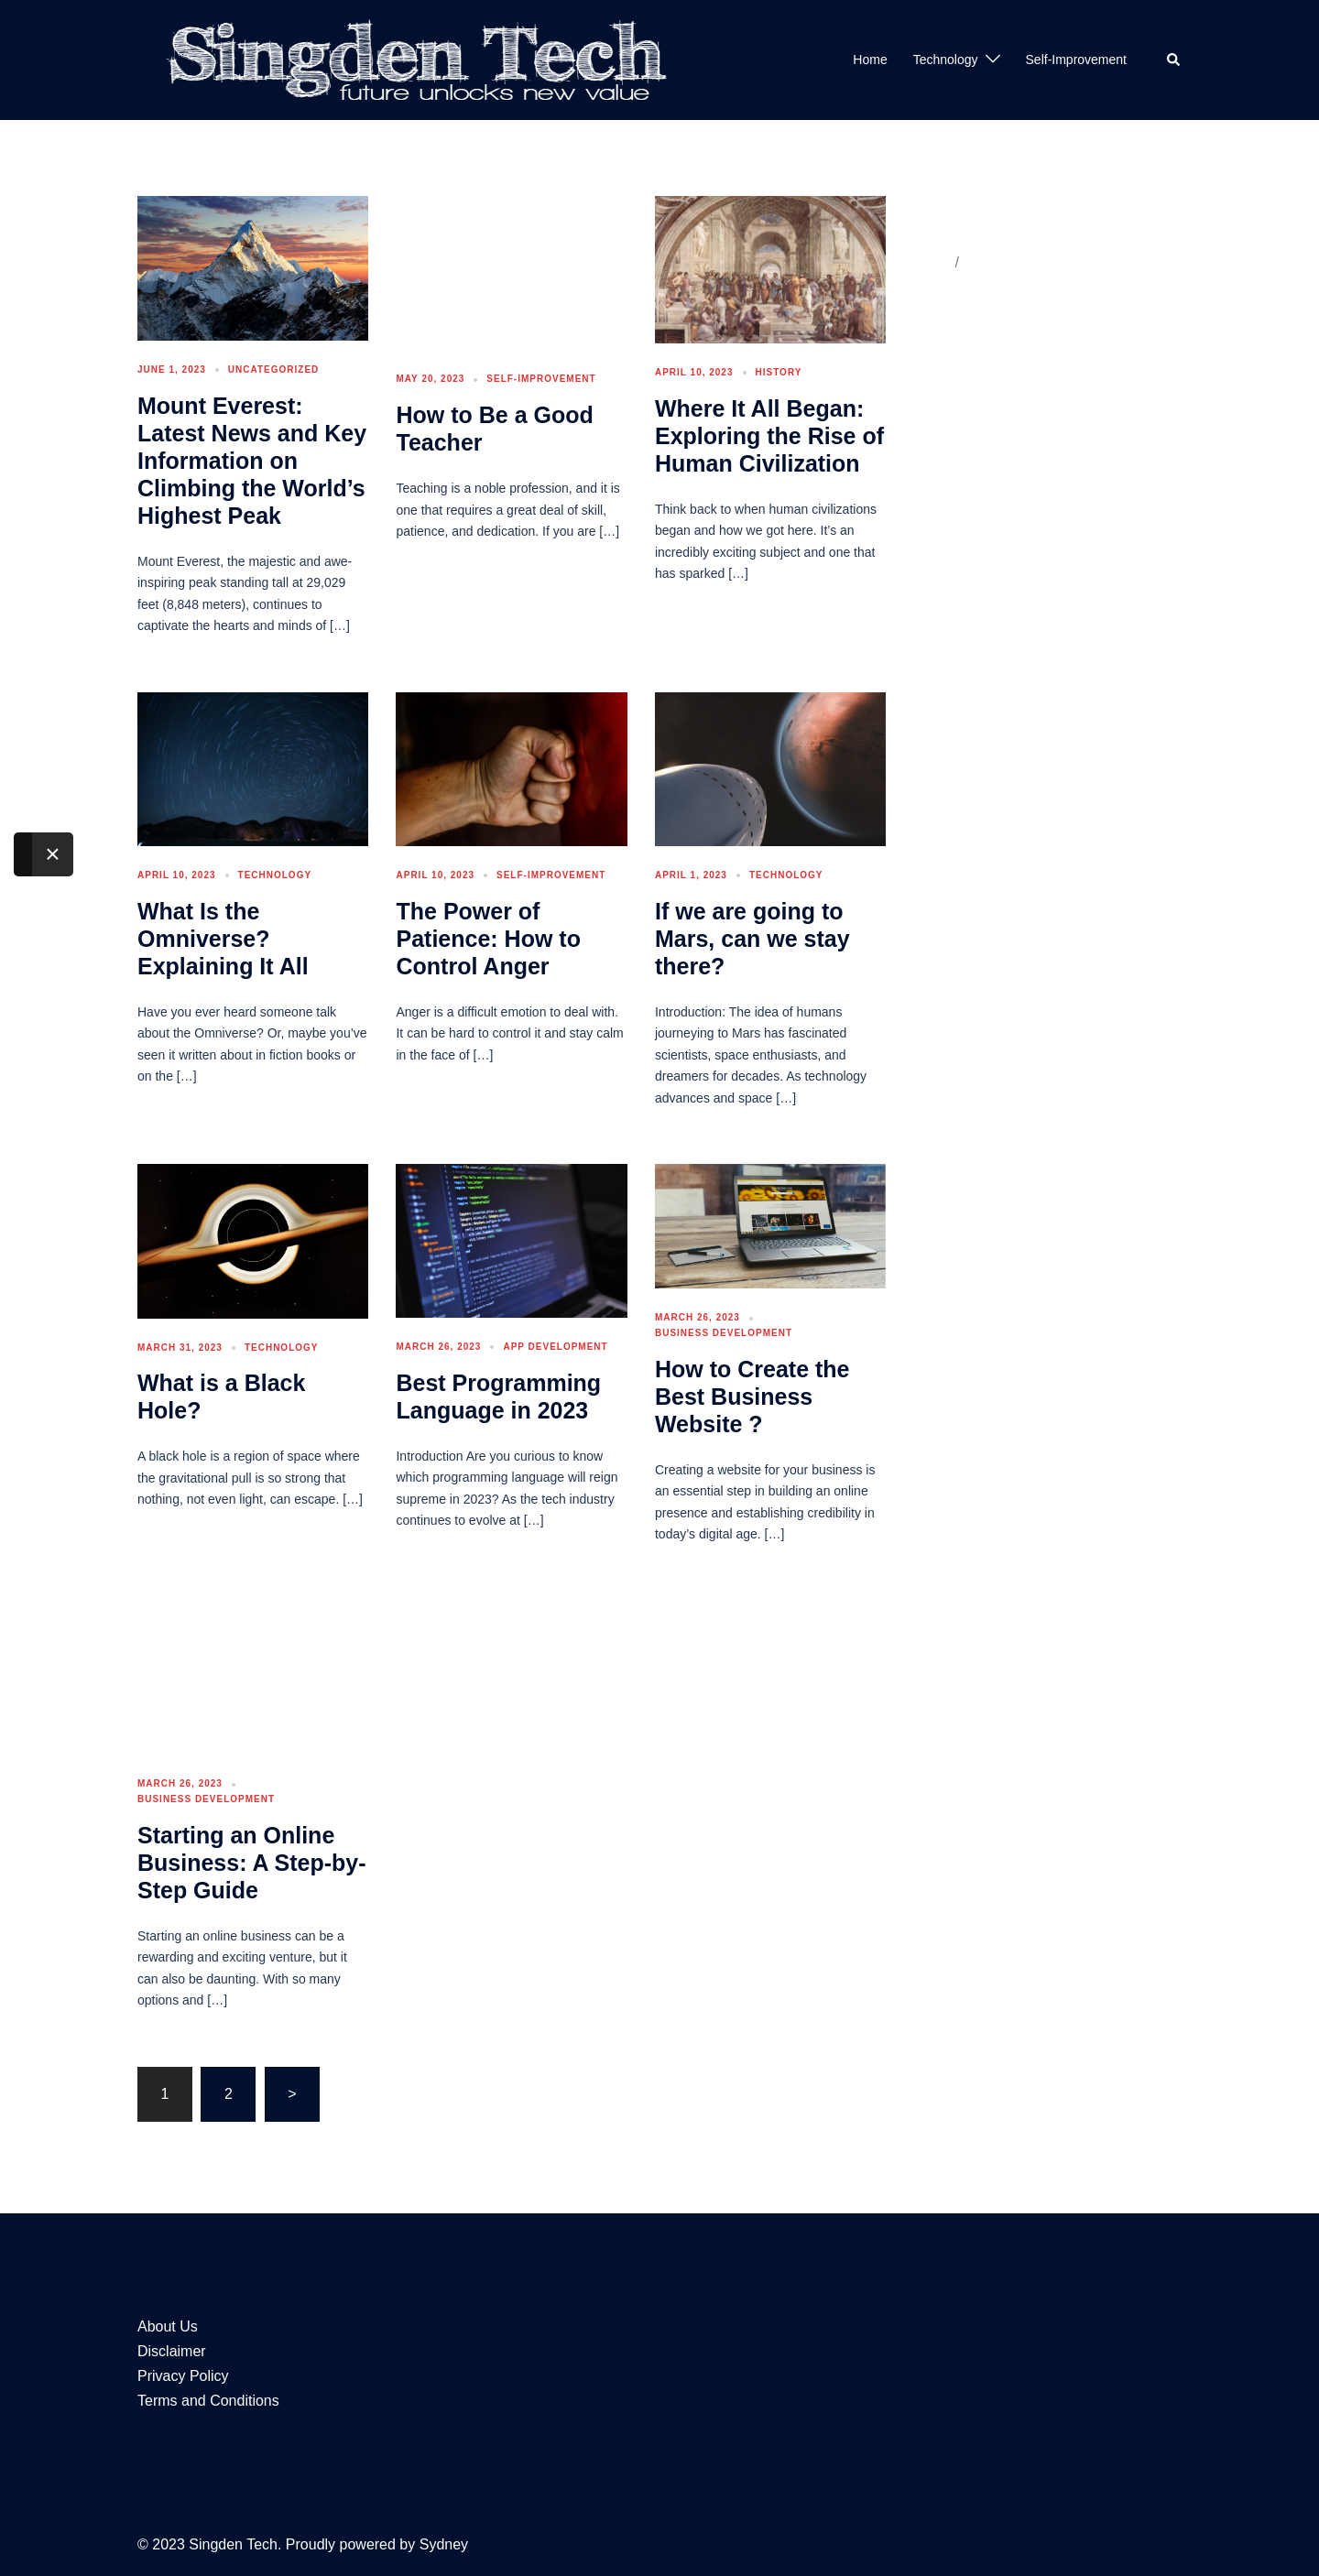 Singden Tech
future unlocks new value
Home
Technology
Self-Improvement
/
JUNE 1, 2023 • UNCATEGORIZED
Mount Everest:
Latest News and Key
Information on
Climbing the World’s
Highest Peak
Mount Everest, the majestic and awe-
inspiring peak standing tall at 29,029
feet (8,848 meters), continues to
captivate the hearts and minds of […]
MAY 20, 2023 • SELF-IMPROVEMENT
How to Be a Good
Teacher
Teaching is a noble profession, and it is
one that requires a great deal of skill,
patience, and dedication. If you are […]
APRIL 10, 2023 • HISTORY
Where It All Began:
Exploring the Rise of
Human Civilization
Think back to when human civilizations
began and how we got here. It’s an
incredibly exciting subject and one that
has sparked […]
APRIL 10, 2023 • TECHNOLOGY
What Is the
Omniverse?
Explaining It All
Have you ever heard someone talk
about the Omniverse? Or, maybe you’ve
seen it written about in fiction books or
on the […]
APRIL 10, 2023 • SELF-IMPROVEMENT
The Power of
Patience: How to
Control Anger
Anger is a difficult emotion to deal with.
It can be hard to control it and stay calm
in the face of […]
APRIL 1, 2023 • TECHNOLOGY
If we are going to
Mars, can we stay
there?
Introduction: The idea of humans
journeying to Mars has fascinated
scientists, space enthusiasts, and
dreamers for decades. As technology
advances and space […]
MARCH 31, 2023 • TECHNOLOGY
What is a Black
Hole?
A black hole is a region of space where
the gravitational pull is so strong that
nothing, not even light, can escape. […]
MARCH 26, 2023 • APP DEVELOPMENT
Best Programming
Language in 2023
Introduction Are you curious to know
which programming language will reign
supreme in 2023? As the tech industry
continues to evolve at […]
MARCH 26, 2023 •
BUSINESS DEVELOPMENT
How to Create the
Best Business
Website ?
Creating a website for your business is
an essential step in building an online
presence and establishing credibility in
today’s digital age. […]
MARCH 26, 2023 •
BUSINESS DEVELOPMENT
Starting an Online
Business: A Step-by-
Step Guide
Starting an online business can be a
rewarding and exciting venture, but it
can also be daunting. With so many
options and […]
1 2 >
About Us
Disclaimer
Privacy Policy
Terms and Conditions
© 2023 Singden Tech. Proudly powered by Sydney